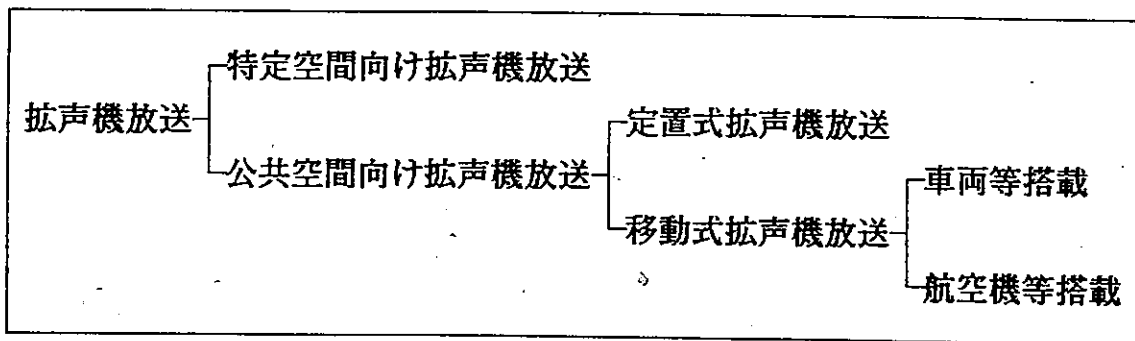 特定空間向け拡声機放送
拡声機放送
定置式拡声機放送
公共空間向け拡声機放送
車両等搭載
移動式拡声機放送
航空機等搭載